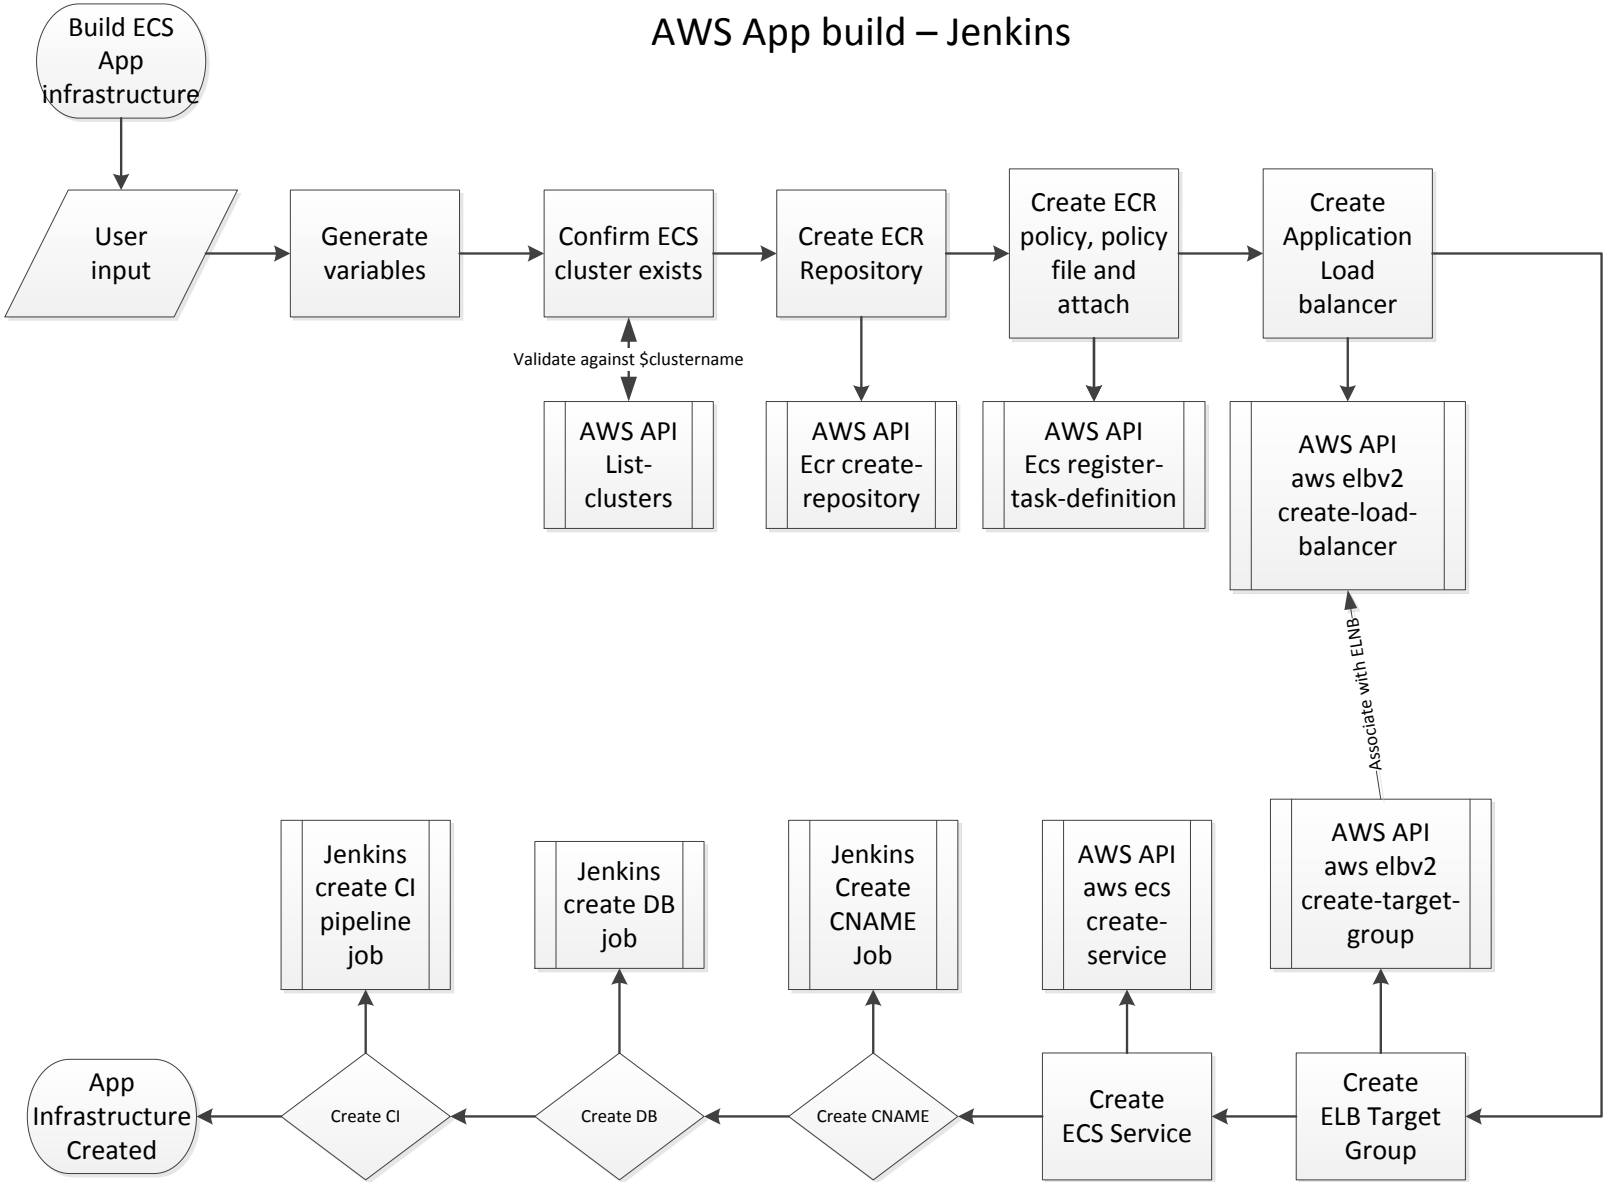 AWS App build – Jenkins
Build ECS
App
infrastructure
User
input
Generate
variables
Confirm ECS
cluster exists
Create ECR
Repository
Create ECR
policy, policy
file and
attach
Create
Application
Load
balancer
Validate against $clustername
AWS API
List-
clusters
AWS API
Ecr create-
repository
AWS API
Ecs register-
task-definition
AWS API
aws elbv2
create-load-
balancer
Associate with ELNB
Jenkins
create CI
pipeline
job
Jenkins
create DB
job
Jenkins
Create
CNAME
Job
AWS API
aws ecs
create-
service
AWS API
aws elbv2
create-target-
group
App
Infrastructure
Created
Create CI
Create DB
Create CNAME
Create
ECS Service
Create
ELB Target
Group